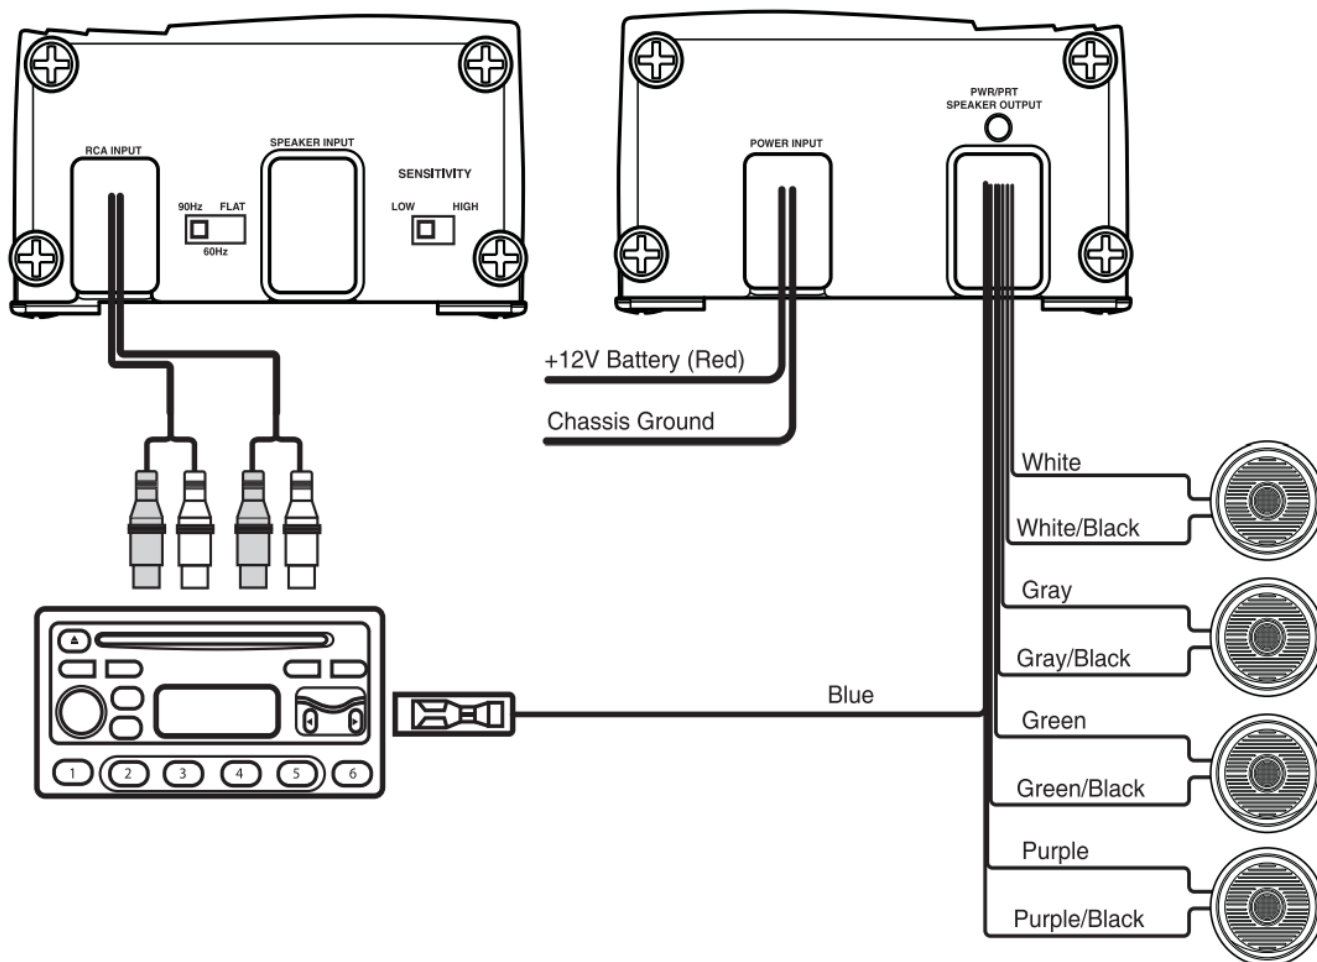 RCA INPUT
SPEAKER INPUT
SENSITIVITY
90Hz FLAT
60Hz
LOW HIGH
PWR/PRT
SPEAKER OUTPUT
POWER INPUT
+12V Battery (Red)
Chassis Ground
White
White/Black
Gray
Gray/Black
Blue
Green
Green/Black
Purple
Purple/Black
1 2 3 4 5 6